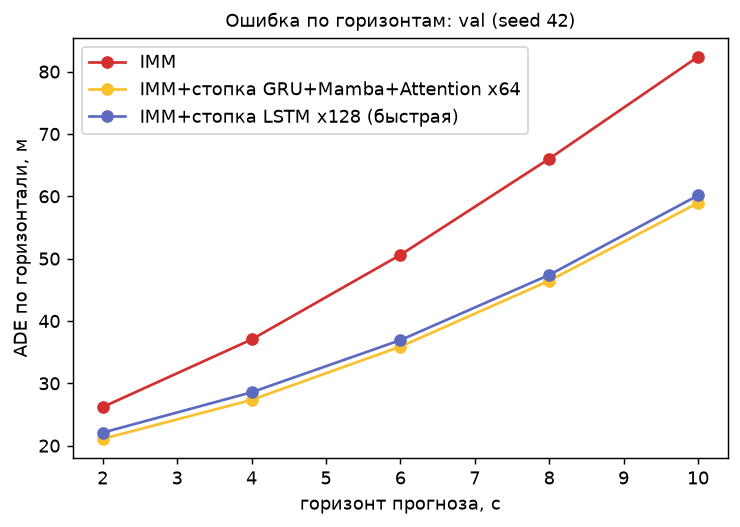 Ошибка по горизонтам: val (seed 42)
IMM
IMM+стопка GRU+Mamba+Attention x64
IMM+стопка LSTM x128 (быстрая)
ADE по горизонтали, м
80
70
60
50
40
30
20
2 3 4 5 6 7 8 9 10
горизонт прогноза, с